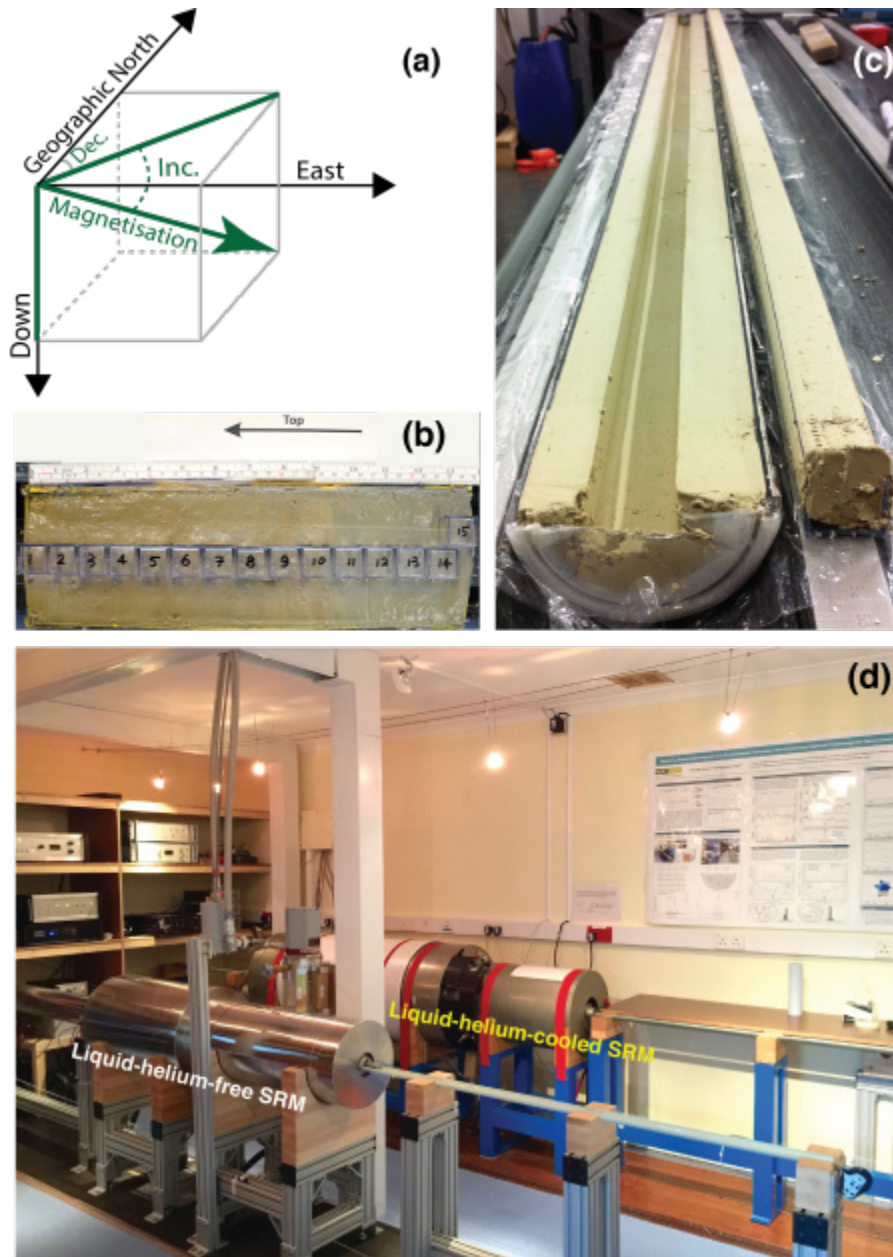 (a)
Geographic North
Dec.
Inc.
East
Magnetisation
Down
(b)
Top
1 2 3 4 5 6 7 8 9 10 11 12 13 14
15
(c)
(d)
Liquid-helium-cooled SRM
Liquid-helium-free SRM